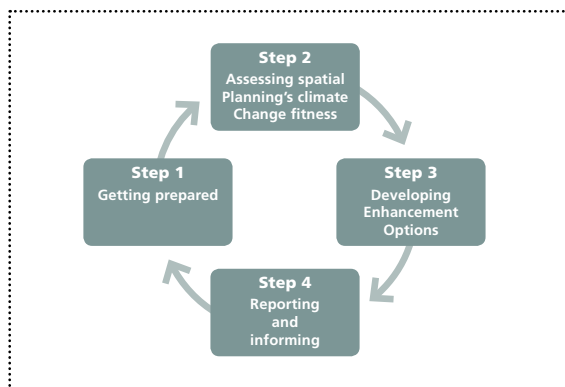 Step 1
Getting prepared
Step 2
Assessing spatial
Planning's climate
Change fitness
Step 3
Developing
Enhancement
Options
Step 4
Reporting
and
informing